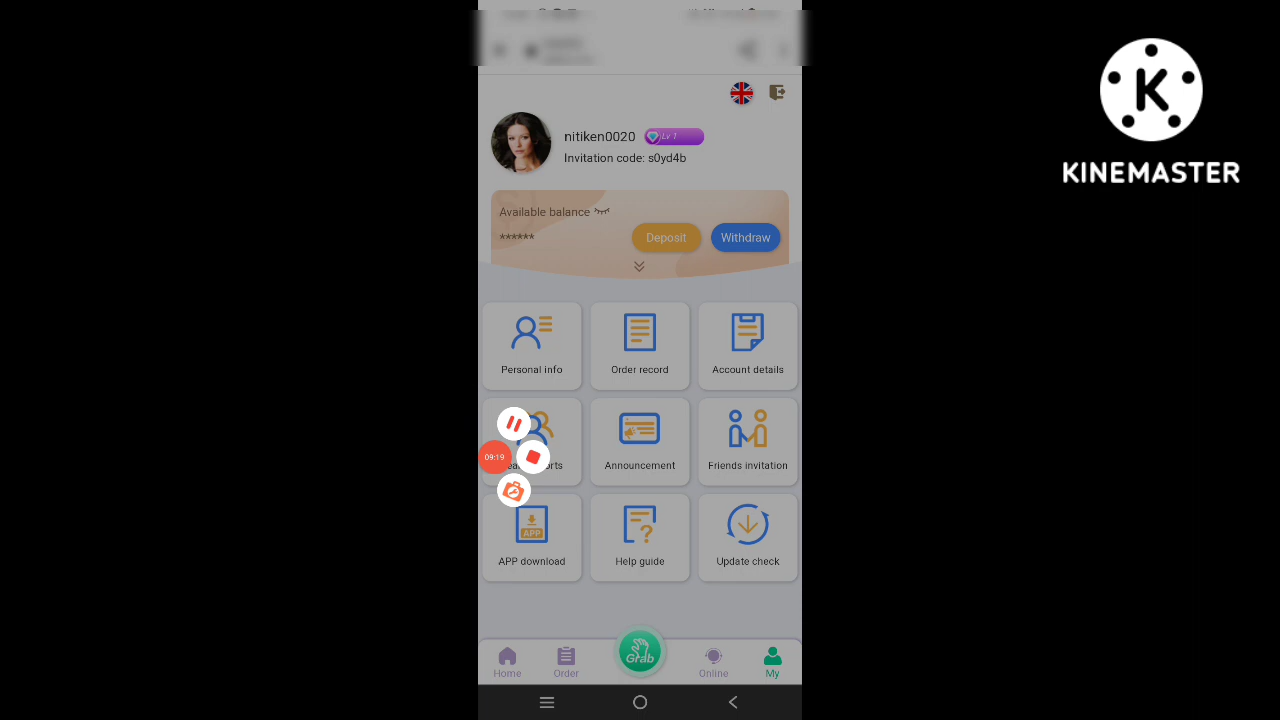 K
KINEMASTER
nitiken0020 Lv 1
Invitation code: s0yd4b
Available balance
******
Deposit Withdraw
Personal info Order record Account details
09:19
Announcement Friends invitation
APP
APP download Help guide Update check
Grab
Home Order Online My